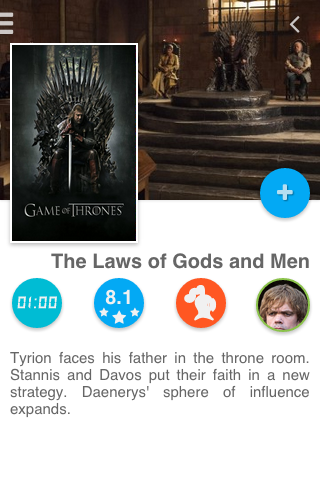 GAME OF THRONES
+
The Laws of Gods and Men
01:00
8.1
Tyrion faces his father in the throne room.
Stannis and Davos put their faith in a new
strategy. Daenerys' sphere of influence
expands.